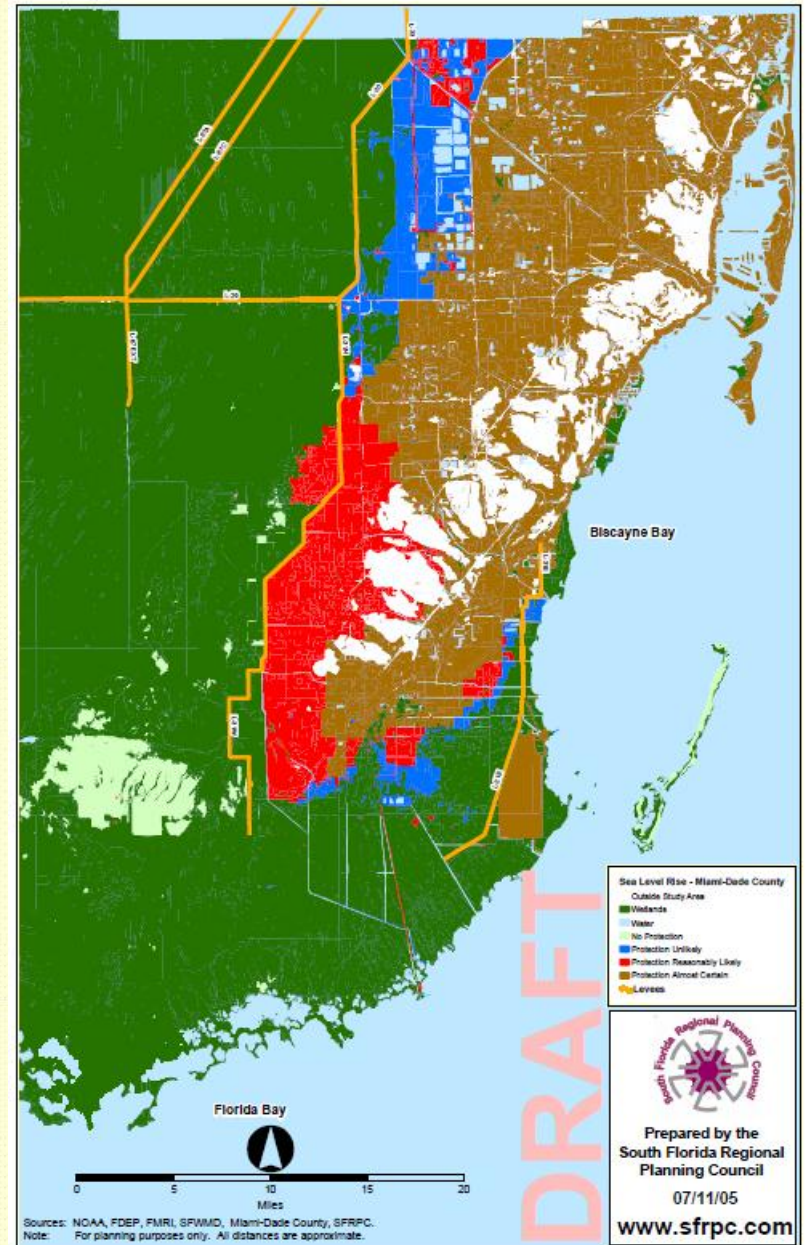 L-29
Biscayne Bay
Sea Level Rise - Miami-Dade County
Outside Study Area
Wetlands
Water
No Protection
Protection Unlikely
Protection Reasonably Likely
Protection Almost Certain
Levees
DRAFT
South Florida Regional Planning Council
Prepared by the
South Florida Regional
Planning Council
07/11/05
www.sfrpc.com
Florida Bay
0 5 10 15 20
Miles
Sources: NOAA, FDEP, FMRI, SFWMD, Miami-Dade County, SFRPC.
Note: For planning purposes only. All distances are approximate.